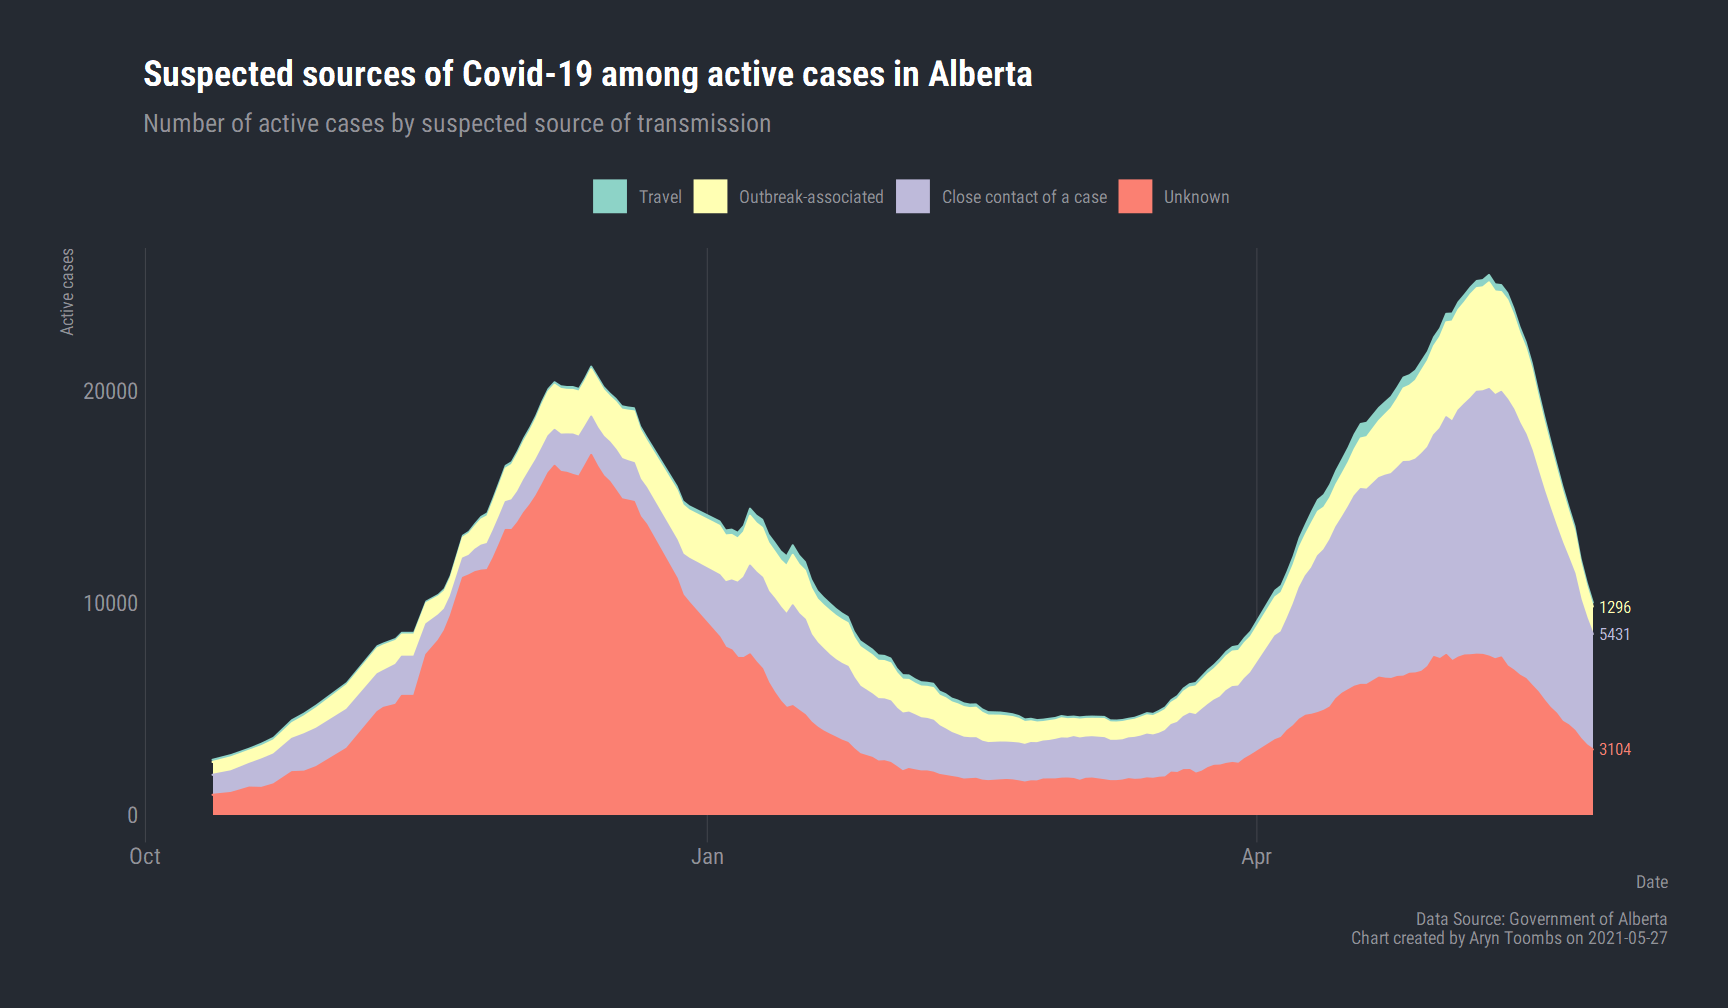 Suspected sources of Covid-19 among active cases in Alberta
Number of active cases by suspected source of transmission
Travel
Outbreak-associated
Close contact of a case
Unknown
Active cases
20000
10000
0
1296
5431
3104
Oct
Jan
Apr
Date
Data Source: Government of Alberta
Chart created by Aryn Toombs on 2021-05-27